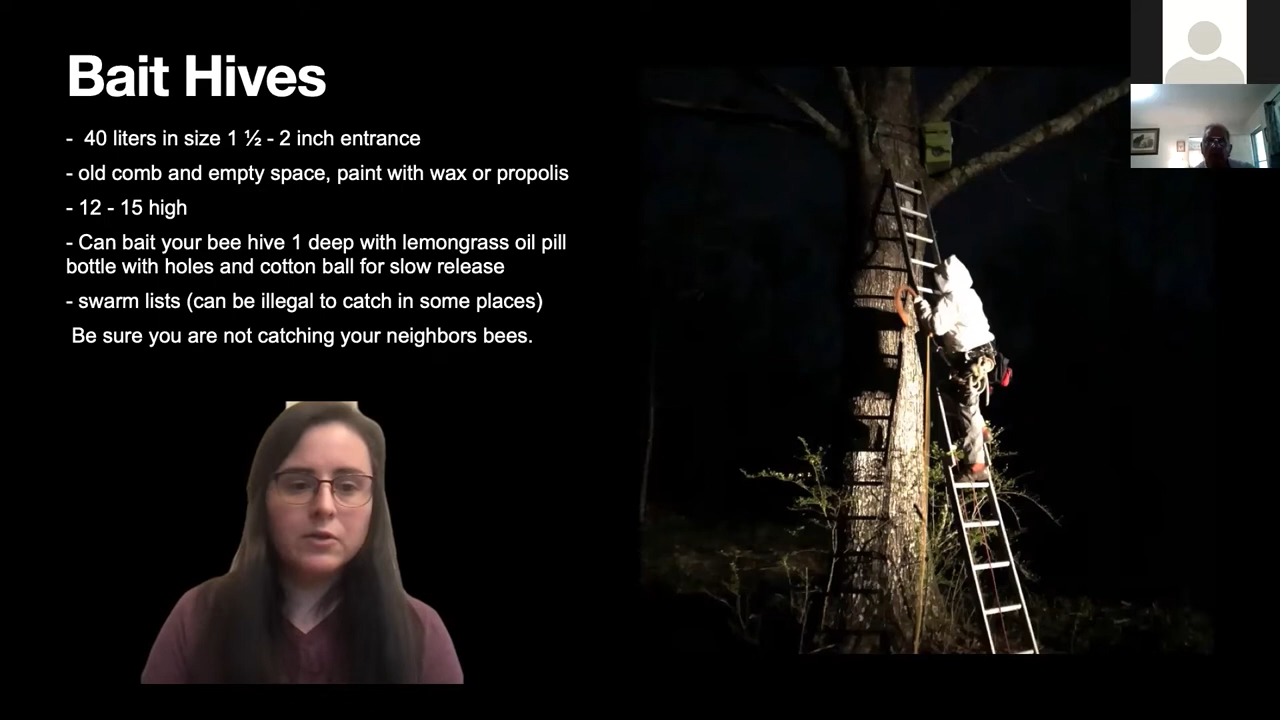 Bait Hives
- 40 liters in size 1 ½ - 2 inch entrance
- old comb and empty space, paint with wax or propolis
- 12 - 15 high
- Can bait your bee hive 1 deep with lemongrass oil pill
bottle with holes and cotton ball for slow release
- swarm lists (can be illegal to catch in some places)
Be sure you are not catching your neighbors bees.